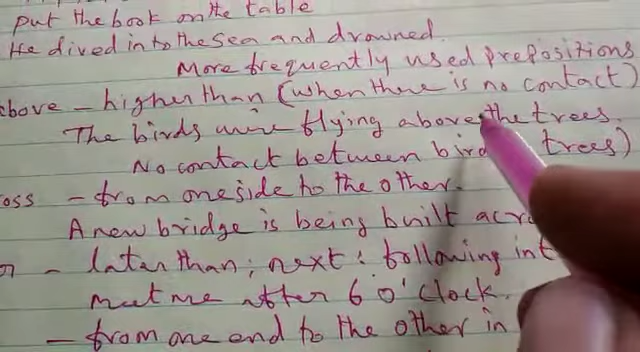 put the book on the table
He dived into the sea and drowned.
More frequently used prepositions
above - higher than (when there is no contact)
The birds were flying above the trees.
No contact between bird trees)
oss - from one side to the other.
A new bridge is being built acr
- later than; next; following in t
Meet me after 6 o'clock.
- from one end to the other in